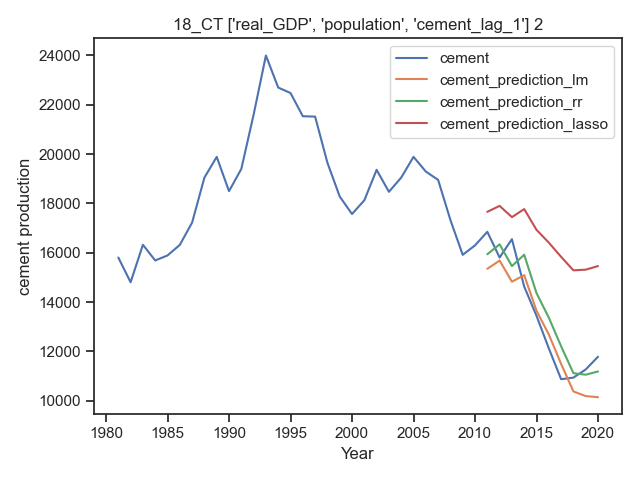 18_CT ['real_GDP', 'population', 'cement_lag_1'] 2
cement
cement_prediction_lm
cement_prediction_rr
cement_prediction_lasso
24000
22000
20000
18000
16000
14000
12000
10000
cement production
1980 1985 1990 1995 2000 2005 2010 2015 2020
Year